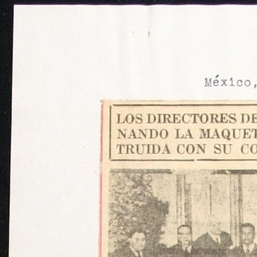 México,
LOS DIRECTORES DE
NANDO LA MAQUET
TRUIDA CON SU CO